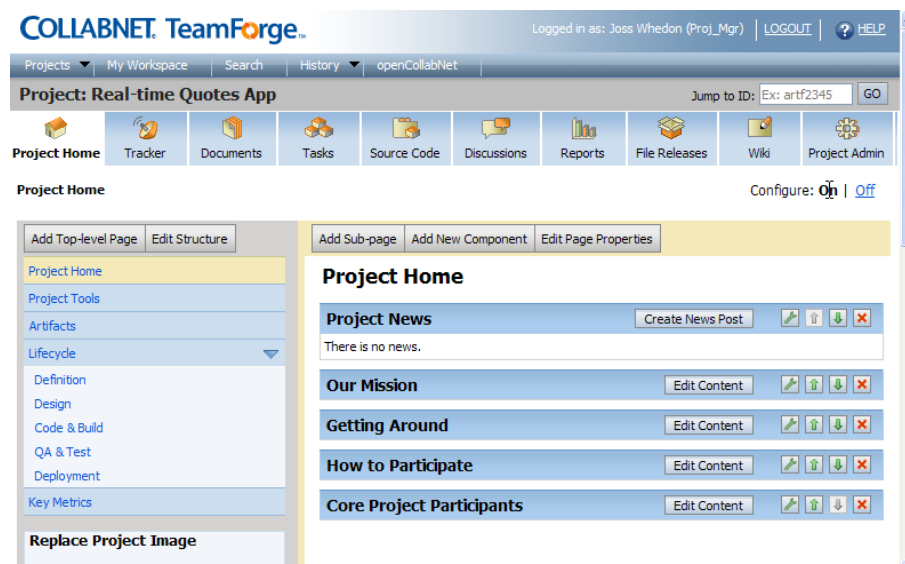 COLLABNET. TeamForge™
Logged in as: Joss Whedon (Proj_Mgr) | LOGOUT | ? HELP
Projects My Workspace Search History openCollabNet
Project: Real-time Quotes App
Jump to ID: Ex: artf2345 GO
Project Home Tracker Documents Tasks Source Code Discussions Reports File Releases Wiki Project Admin
Project Home
Configure: On | Off
Add Top-level Page Edit Structure
Add Sub-page Add New Component Edit Page Properties
Project Home
Project Tools
Artifacts
Lifecycle
Definition
Design
Code & Build
QA & Test
Deployment
Key Metrics
Replace Project Image
Project Home
Project News Create News Post
There is no news.
Our Mission Edit Content
Getting Around Edit Content
How to Participate Edit Content
Core Project Participants Edit Content